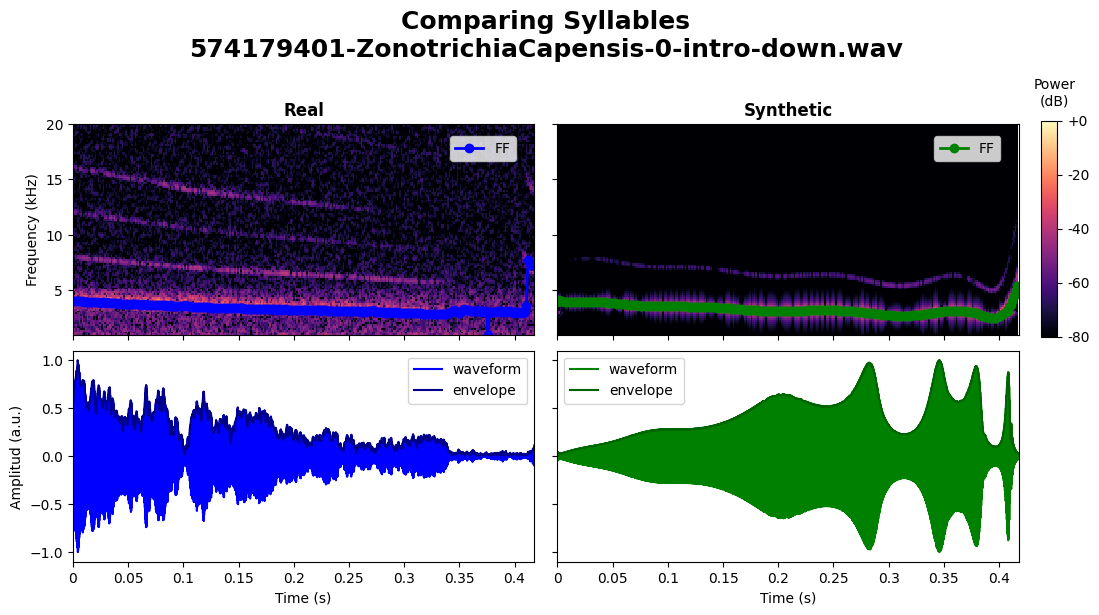 Comparing Syllables
574179401-ZonotrichiaCapensis-0-intro-down.wav
Power
(dB)
Real
Synthetic
20
15
10
5
Frequency (kHz)
FF
FF
+0
-20
-40
-60
-80
1.0
0.5
0.0
−0.5
−1.0
Amplitud (a.u.)
waveform
envelope
waveform
envelope
0 0.05 0.1 0.15 0.2 0.25 0.3 0.35 0.4
0 0.05 0.1 0.15 0.2 0.25 0.3 0.35 0.4
Time (s)
Time (s)